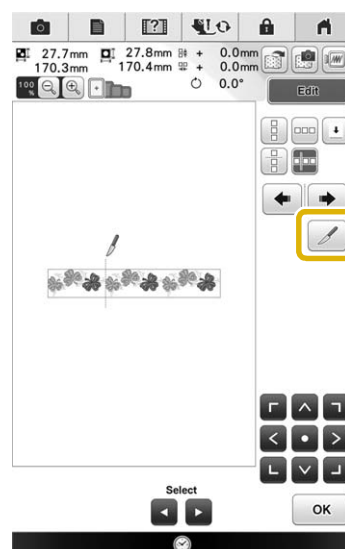 27.7mm 27.8mm + 0.0mm
170.3mm 170.4mm + 0.0mm
100 % 0.0°
Edit
Select
OK